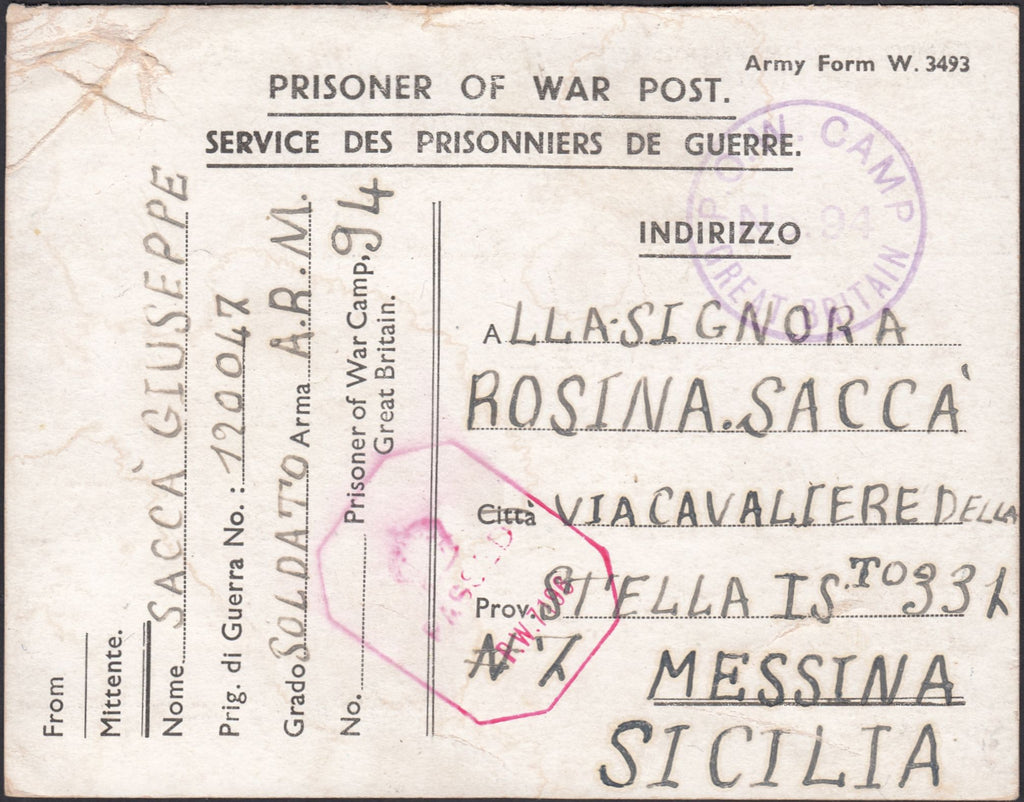 Army Form W. 3493
PRISONER OF WAR POST.
SERVICE DES PRISONNIERS DE GUERRE.
P.O.W. CAMP
N. 94
GREAT BRITAIN
INDIRIZZO
ALLA SIGNORA
ROSINA. SACCÀ
Città VIA CAVALIERE DELLA
Prov. STELLA IS.TO 331
N 7
MESSINA
SICILIA
PASSED
P.W.
From
Mittente.
Nome SACCÀ GIUSEPPE
Prig. di Guerra No.: 120047
Grado SOLDATO Arma A.R.M.
No. Prisoner of War Camp, 94
Great Britain.